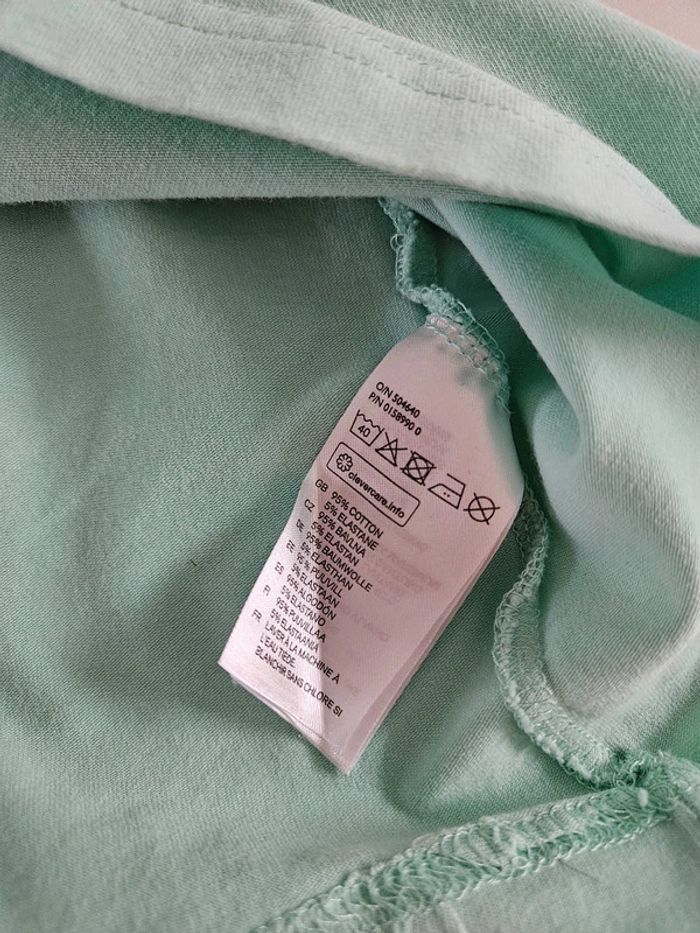 O/N 504640
P/N 0158990 0
40
clevercare.info
GB 95% COTTON
5% ELASTANE
CZ 95% BAVLNA
5% ELASTAN
DE 95% BAUMWOLLE
5% ELASTHAN
EE 95% PUUVILL
5% ELASTAAN
ES 95% ALGODÓN
5% ELASTANO
FI 95% PUUVILLAA
5% ELASTAANIA
FR LAVER À LA MACHINE A
L'EAU TIÈDE.
BLANCHIR SANS CHLORE SI